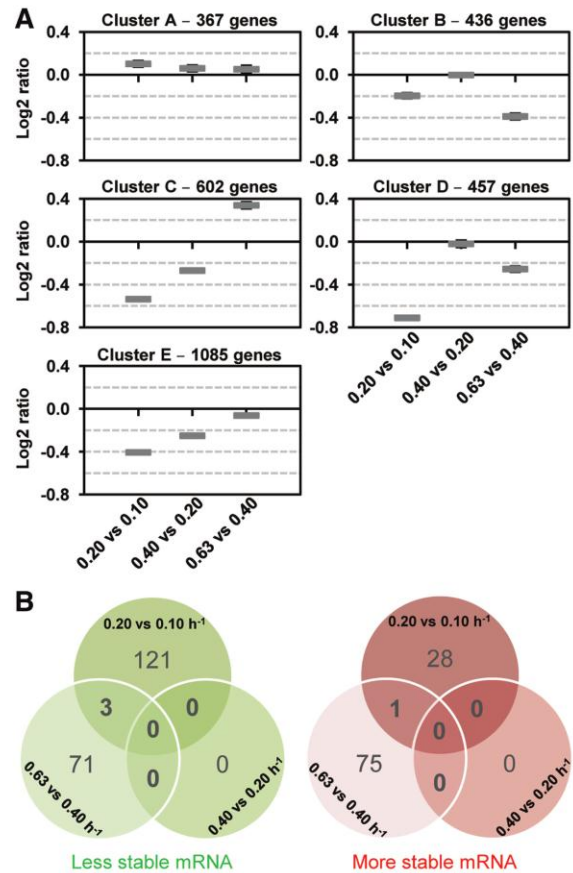 A
Cluster A – 367 genes
Cluster B – 436 genes
Log2 ratio
0.4
0.0
-0.4
-0.8
0.4
0.0
-0.4
-0.8
Cluster C – 602 genes
Cluster D – 457 genes
Log2 ratio
0.4
0.0
-0.4
-0.8
0.4
0.0
-0.4
-0.8
0.20 vs 0.10
0.40 vs 0.20
0.63 vs 0.40
Cluster E – 1085 genes
Log2 ratio
0.4
0.0
-0.4
-0.8
0.20 vs 0.10
0.40 vs 0.20
0.63 vs 0.40
B
0.20 vs 0.10 h⁻¹
121
3
0
0
71
0
0
0.63 vs 0.40 h⁻¹
0.40 vs 0.20 h⁻¹
Less stable mRNA
0.20 vs 0.10 h⁻¹
28
1
0
0
75
0
0
0.63 vs 0.40 h⁻¹
0.40 vs 0.20 h⁻¹
More stable mRNA